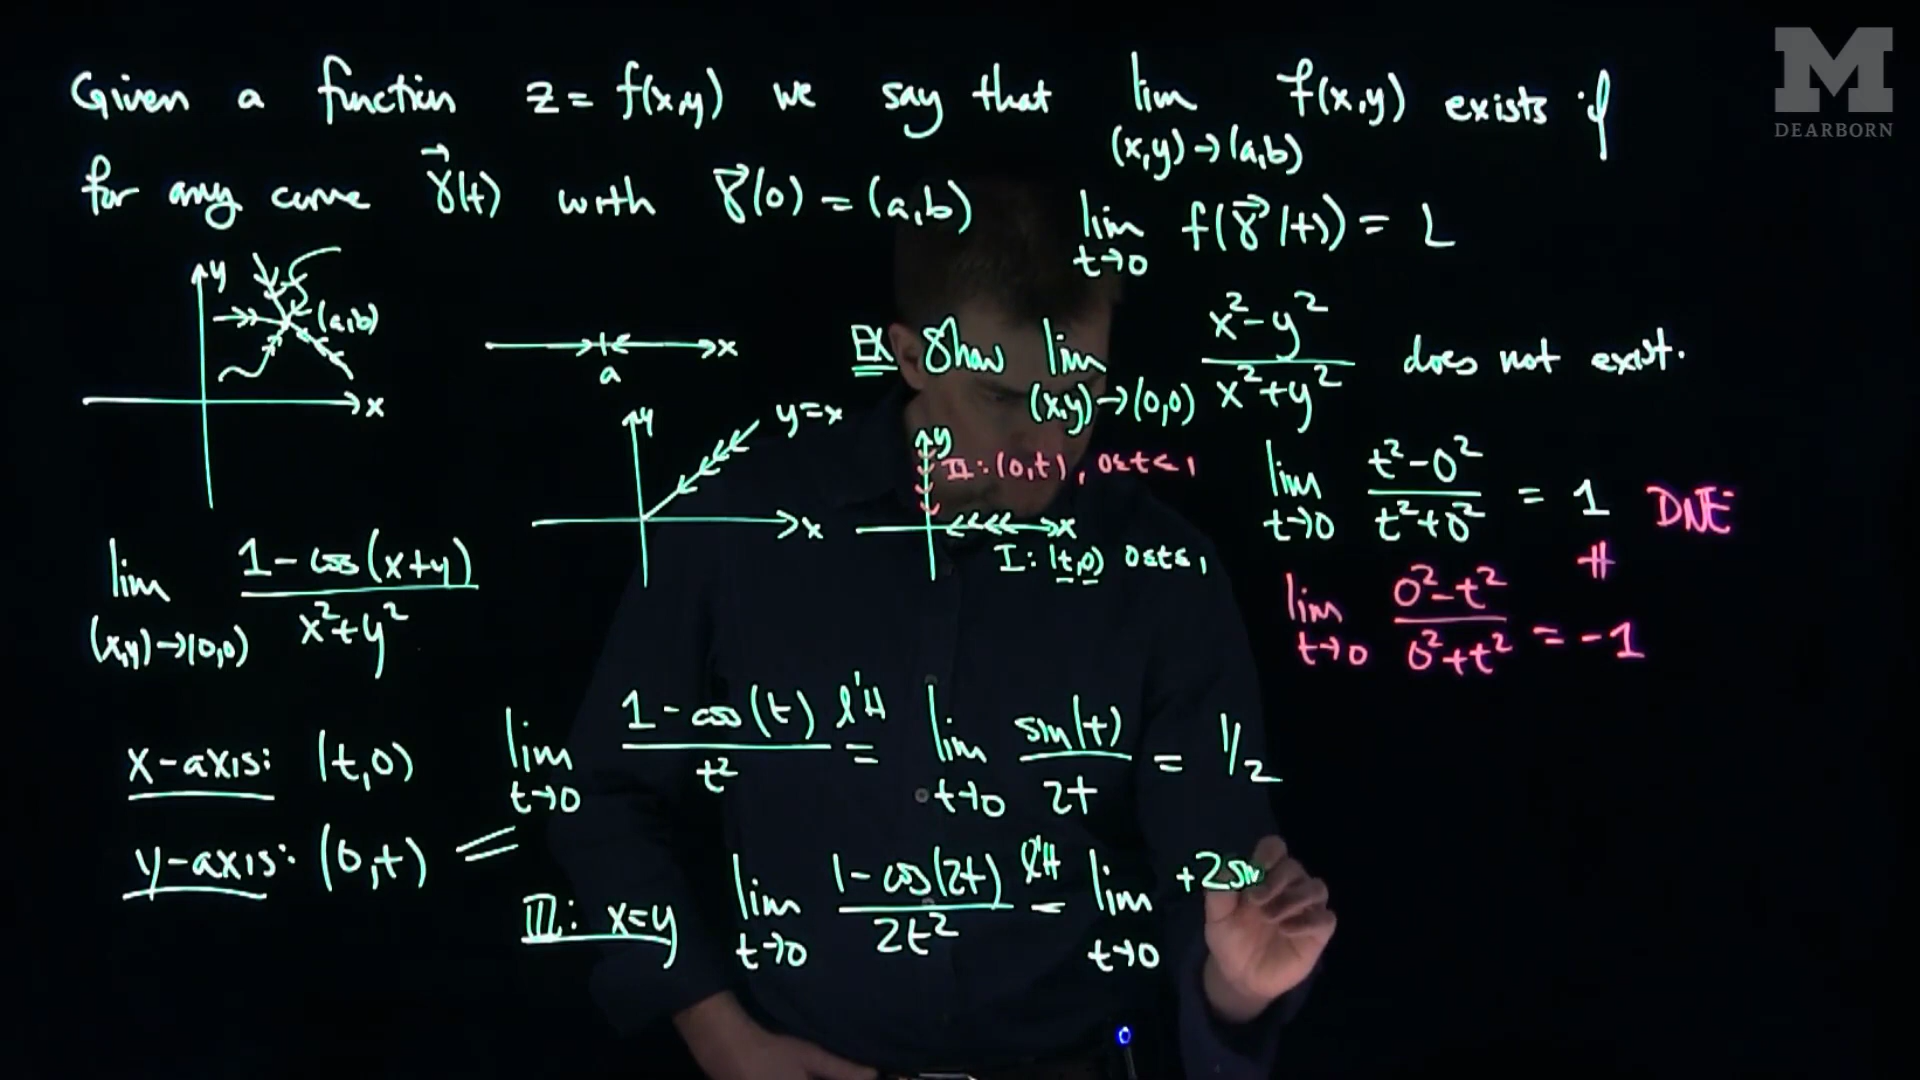 Given a function z = f(x,y) we say that lim (x,y)→(a,b) f(x,y) exists if
for any curve γ⃗(t) with γ⃗(0) = (a,b) lim t→0 f(γ⃗(t)) = L
M
DEARBORN
y
(a,b)
x
a
x
EX Show lim (x,y)→(0,0) x²-y² / x²+y² does not exist.
y
y=x
x
y
II: (0,t), 0≤t≤1
x
I: (t,0) 0≤t≤1
lim t→0 t²-0² / t²+0² = 1 DNE
≠
lim t→0 0²-t² / 0²+t² = -1
lim (x,y)→(0,0) 1-cos(x+y) / x²+y²
x-axis: (t,0) lim t→0 1-cos(t) / t² l'H = lim t→0 sin(t) / 2t = 1/2
y-axis: (0,t) =
III: x=y lim t→0 1-cos(2t) / 2t² l'H = lim t→0 +2sin